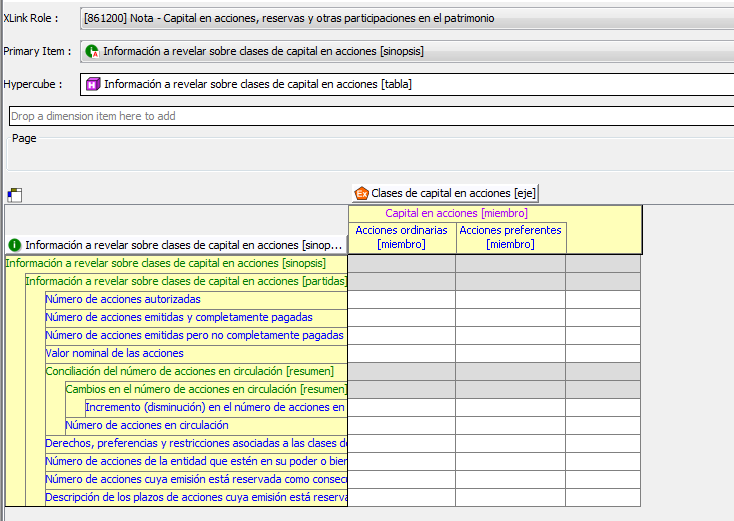 XLink Role : [861200] Nota - Capital en acciones, reservas y otras participaciones en el patrimonio
Primary Item : Información a revelar sobre clases de capital en acciones [sinopsis]
Hypercube : Información a revelar sobre clases de capital en acciones [tabla]
Drop a dimension item here to add
Page
Clases de capital en acciones [eje]
Capital en acciones [miembro]
Acciones ordinarias [miembro]
Acciones preferentes [miembro]
Información a revelar sobre clases de capital en acciones [sinop...
Información a revelar sobre clases de capital en acciones [sinopsis]
Información a revelar sobre clases de capital en acciones [partidas]
Número de acciones autorizadas
Número de acciones emitidas y completamente pagadas
Número de acciones emitidas pero no completamente pagadas
Valor nominal de las acciones
Conciliación del número de acciones en circulación [resumen]
Cambios en el número de acciones en circulación [resumen]
Incremento (disminución) en el número de acciones en
Número de acciones en circulación
Derechos, preferencias y restricciones asociadas a las clases de
Número de acciones de la entidad que estén en su poder o bien
Número de acciones cuya emisión está reservada como consec
Descripción de los plazos de acciones cuya emisión está reserva